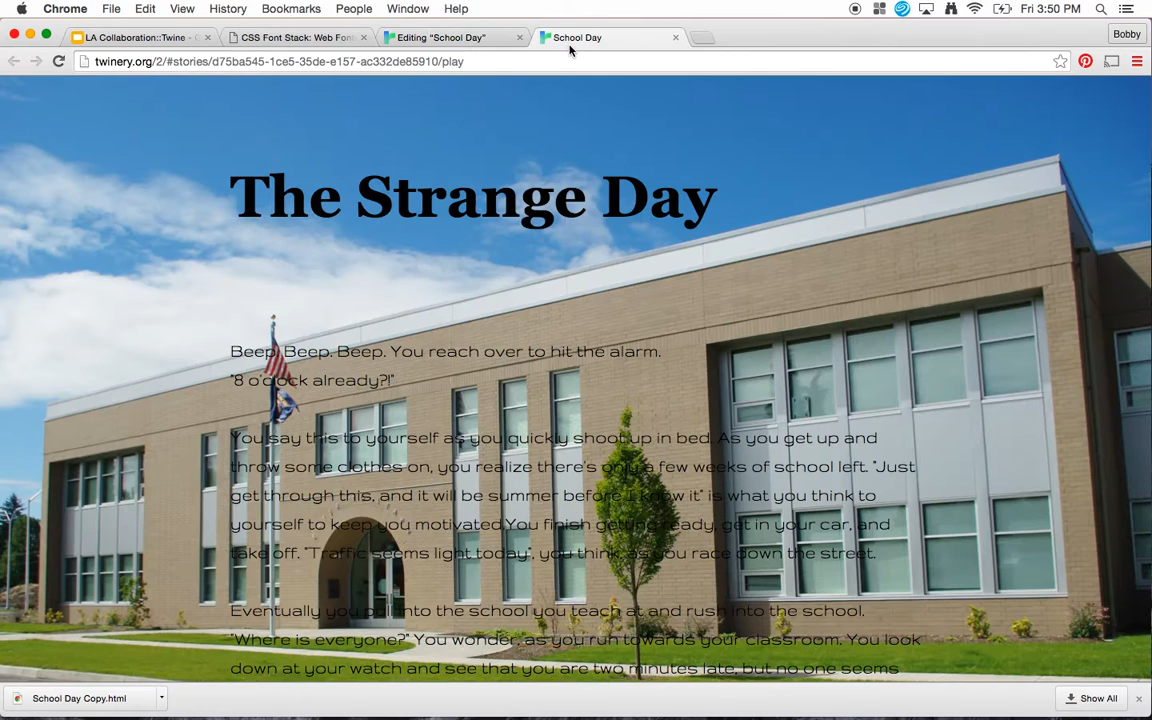 Chrome File Edit View History Bookmarks People Window Help
Fri 3:50 PM
LA Collaboration::Twine -
CSS Font Stack: Web Font
Editing "School Day"
School Day
Bobby
twinery.org/2/#stories/d75ba545-1ce5-35de-e157-ac332de85910/play
The Strange Day
Beep. Beep. Beep. You reach over to hit the alarm.
"8 o'clock already?!"
You say this to yourself as you quickly shoot up in bed. As you get up and
throw some clothes on, you realize there's only a few weeks of school left. "Just
get through this, and it will be summer before I know it" is what you think to
yourself to keep you motivated.You finish getting ready, get in your car, and
take off. "Traffic seems light today", you think, as you race down the street.
Eventually you pull into the school you teach at and rush into the school.
"Where is everyone?" You wonder, as you run towards your classroom. You look
down at your watch and see that you are two minutes late, but no one seems
School Day Copy.html
Show All